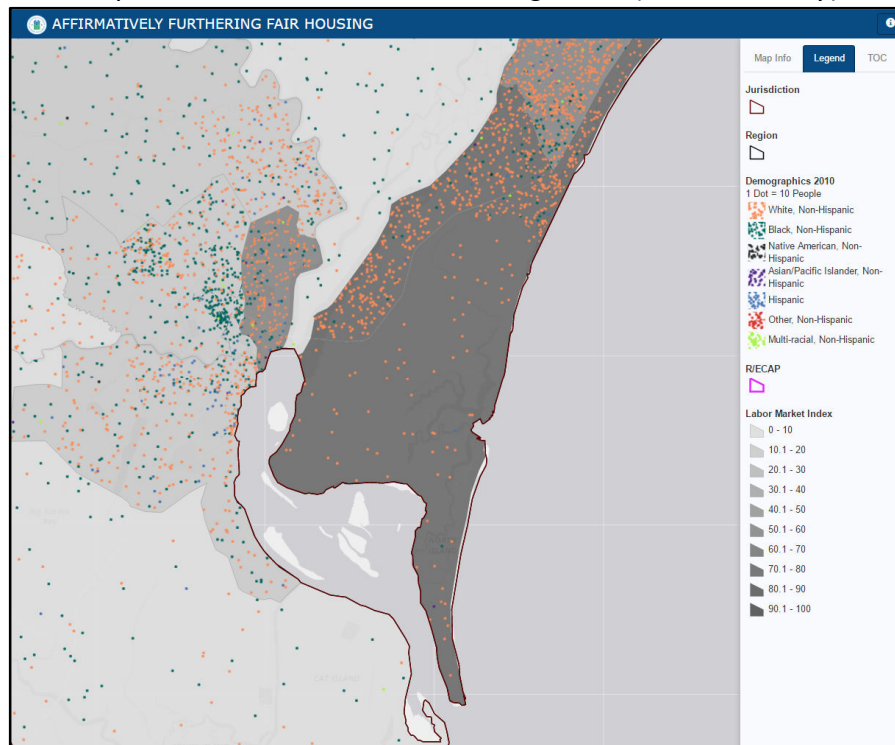 AFFIRMATIVELY FURTHERING FAIR HOUSING
Map Info
Legend
TOC
Jurisdiction
Region
Demographics 2010
1 Dot = 10 People
White, Non-Hispanic
Black, Non-Hispanic
Native American, Non-
Hispanic
Asian/Pacific Islander, Non-
Hispanic
Hispanic
Other, Non-Hispanic
Multi-racial, Non-Hispanic
R/ECAP
Labor Market Index
0 - 10
10.1 - 20
20.1 - 30
30.1 - 40
40.1 - 50
50.1 - 60
60.1 - 70
70.1 - 80
80.1 - 90
90.1 - 100
CAT ISLAND